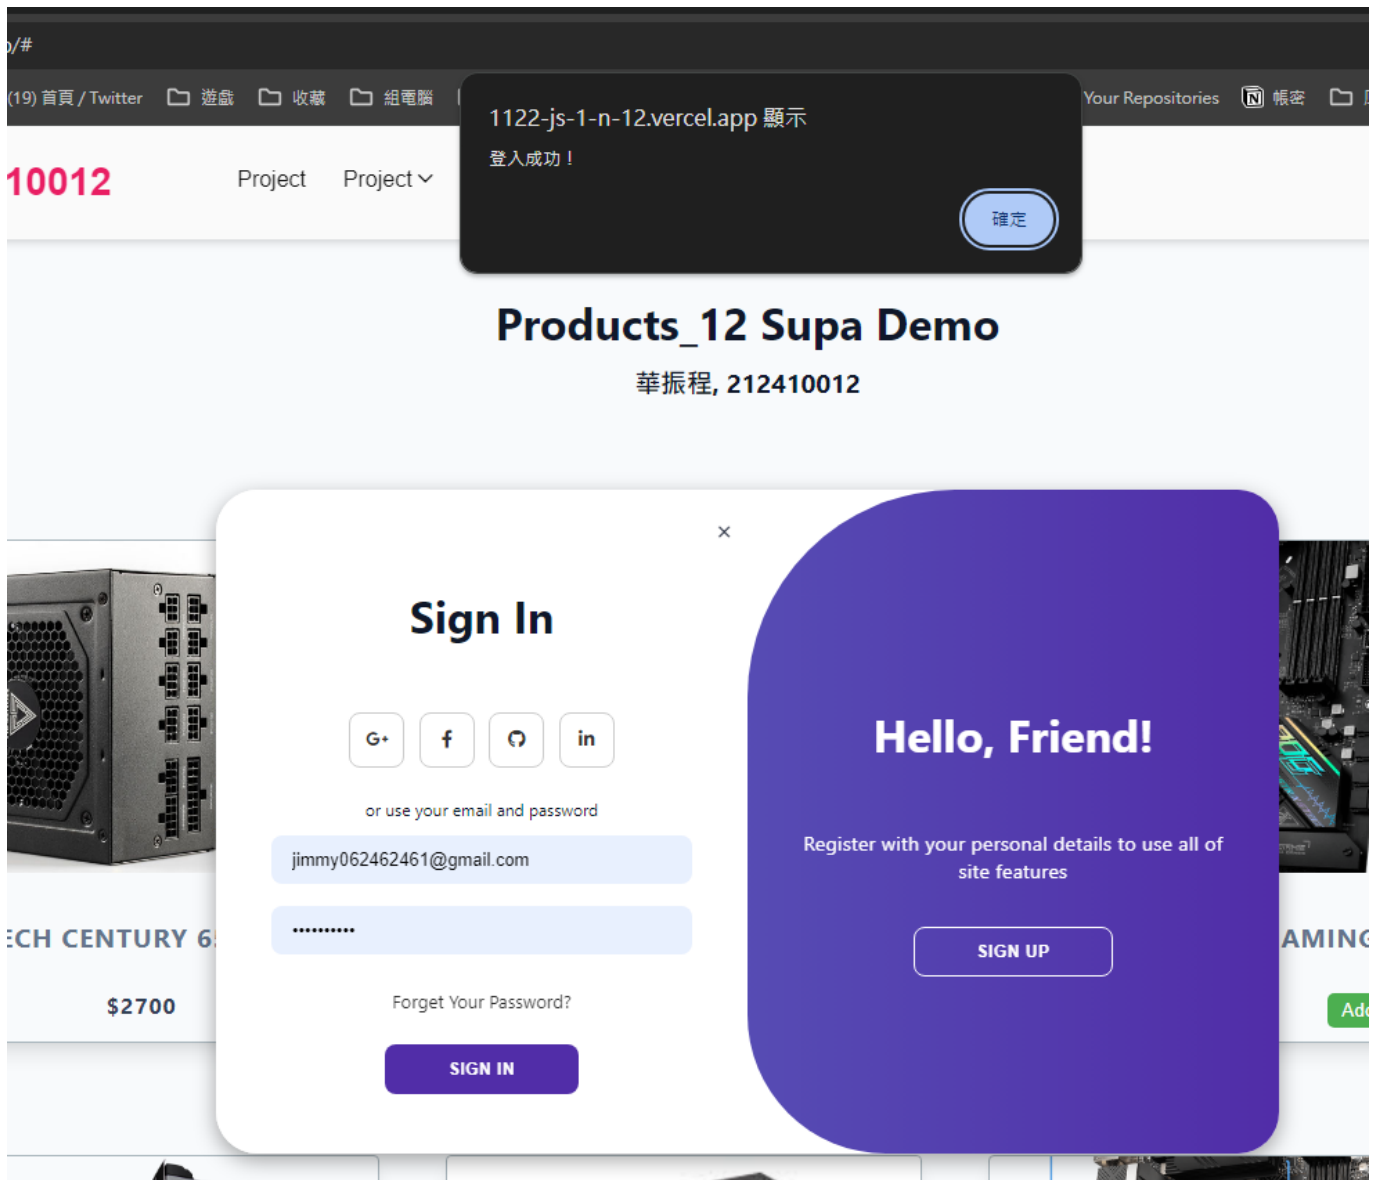 /#
(19) 首頁 / Twitter 遊戲 收藏 組電腦 Your Repositories 帳密
1122-js-1-n-12.vercel.app 顯示
登入成功！
確定
10012 Project Project
Products_12 Supa Demo
華振程, 212410012
×
Sign In
G+ f in
or use your email and password
jimmy062462461@gmail.com
••••••••••
Forget Your Password?
SIGN IN
Hello, Friend!
Register with your personal details to use all of
site features
SIGN UP
ECH CENTURY 6
$2700
AMING
Add